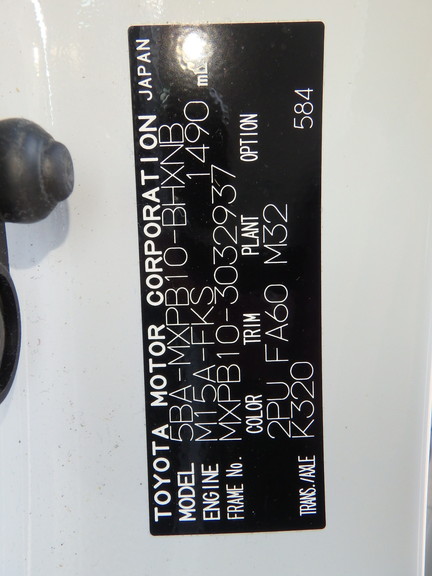 TOYOTA MOTOR CORPORATION JAPAN
MODEL 5BA-MXPB10-BHXNB
ENGINE M15A-FKS 1490 mL
FRAME No. MXPB10-3032937
COLOR TRIM PLANT OPTION
2PU FA60 M32
TRANS./AXLE K320 584